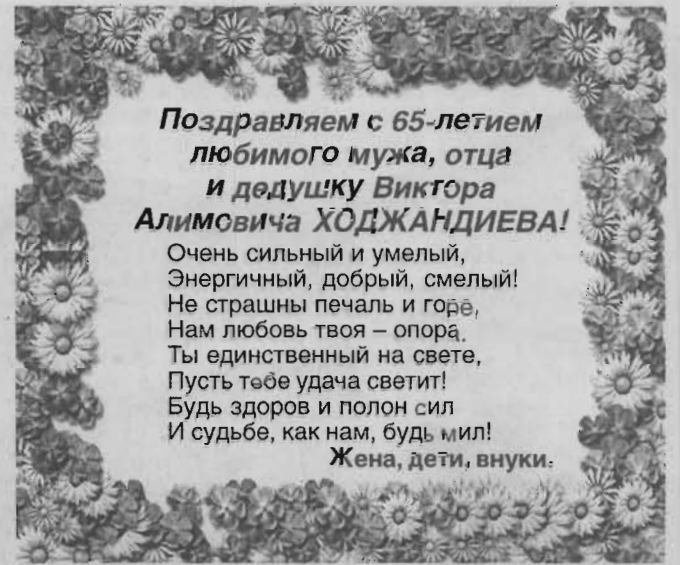 Поздравляем с 65-летием
любимого мужа, отца
и дедушку Виктора
Алимовича ХОДЖАНДИЕВА!
Очень сильный и умелый,
Энергичный, добрый, смелый!
Не страшны печаль и горе,
Нам любовь твоя – опора.
Ты единственный на свете,
Пусть тебе удача светит!
Будь здоров и полон сил
И судьбе, как нам, будь мил!
Жена, дети, внуки.